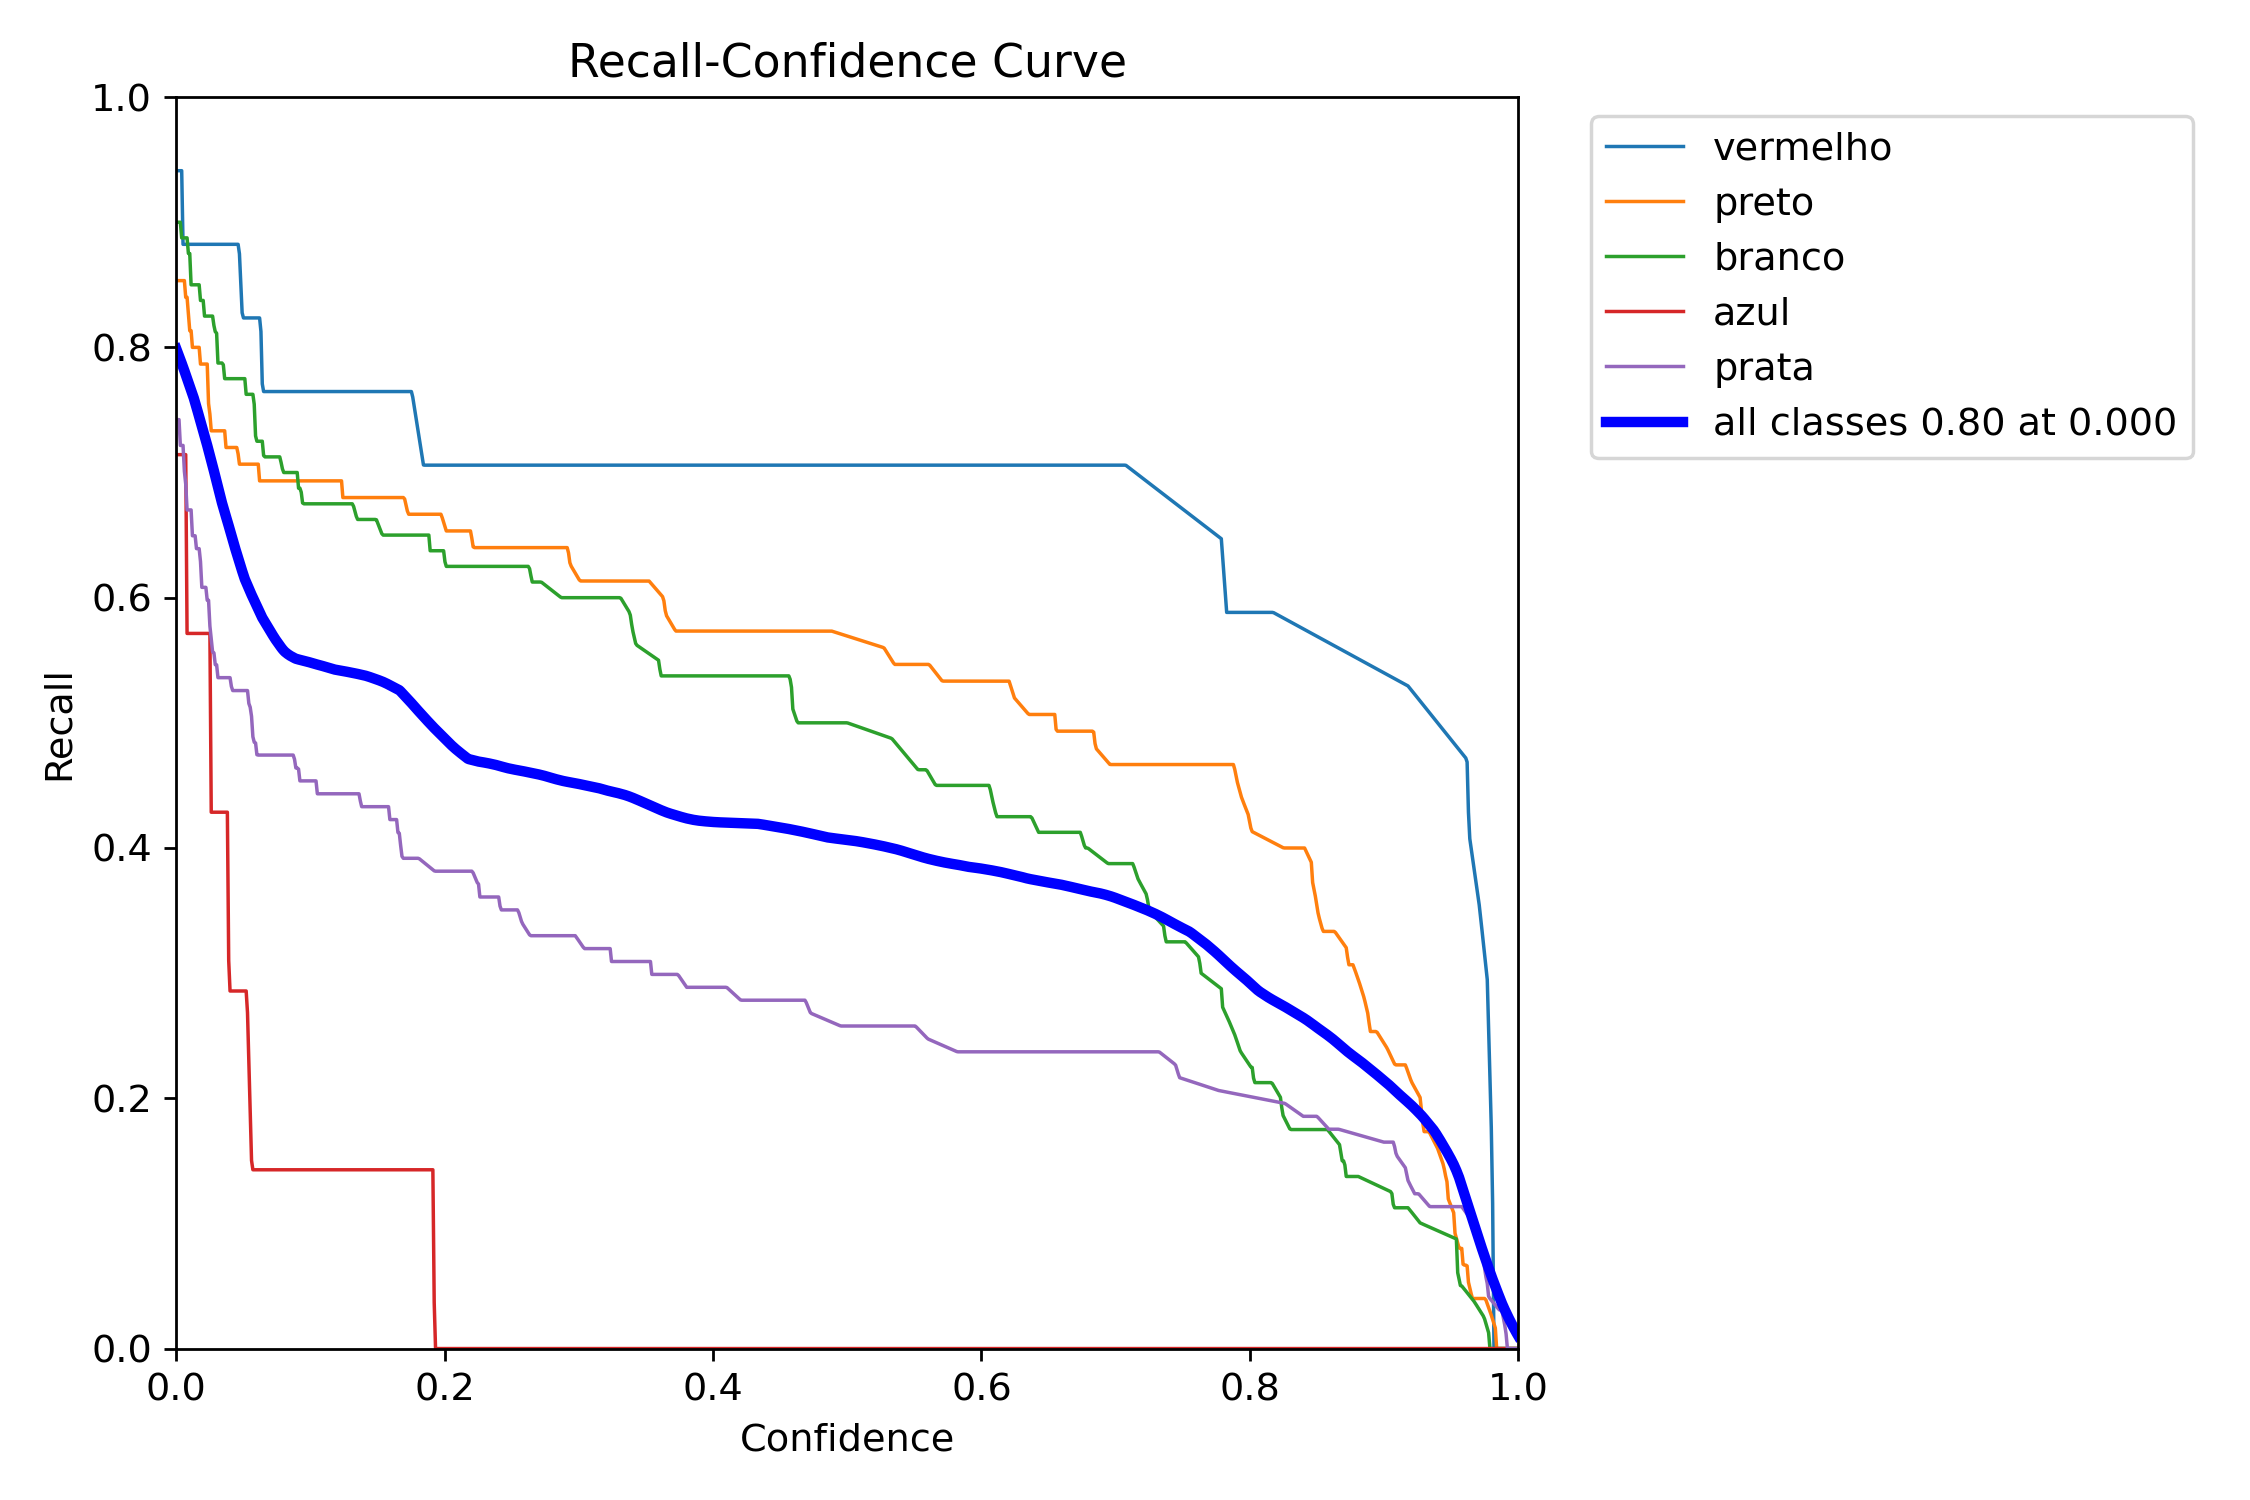 Recall-Confidence Curve
1.0
0.8
0.6
0.4
0.2
0.0
Recall
0.0 0.2 0.4 0.6 0.8 1.0
Confidence
vermelho
preto
branco
azul
prata
all classes 0.80 at 0.000